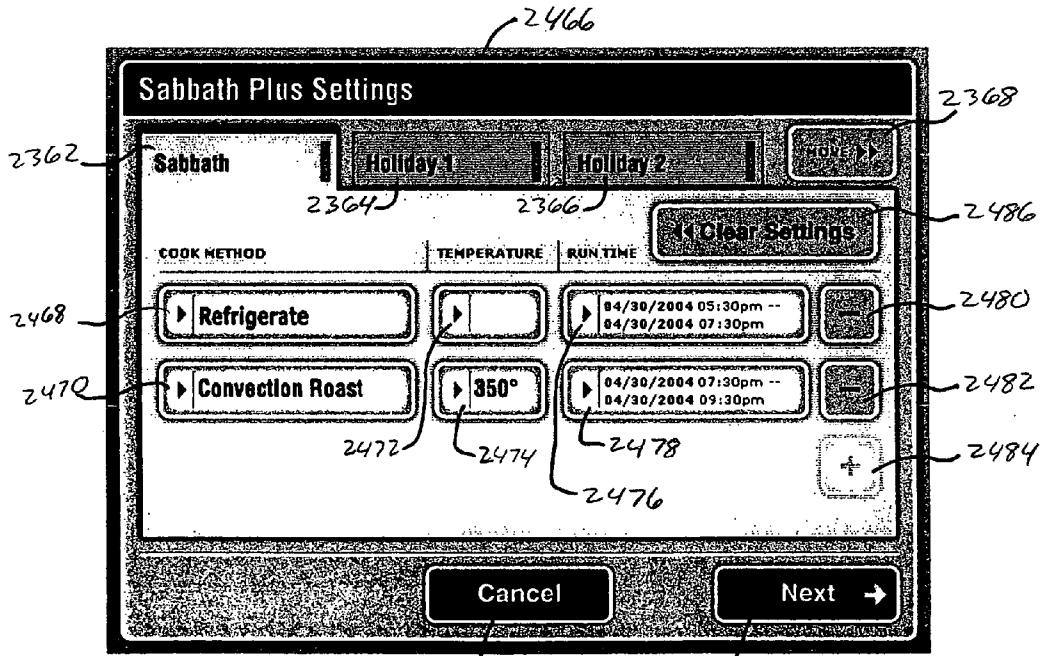 2466
Sabbath Plus Settings
2368
2362
Sabbath
Holiday 1
Holiday 2
MOVE
2364
2366
2486
Clear Settings
COOK METHOD TEMPERATURE RUN TIME
2468
Refrigerate
04/30/2004 05:30pm --
04/30/2004 07:30pm
-
2480
2470
Convection Roast
350°
04/30/2004 07:30pm --
04/30/2004 09:30pm
-
2482
2472
2474
2478
2476
+
2484
Cancel
Next